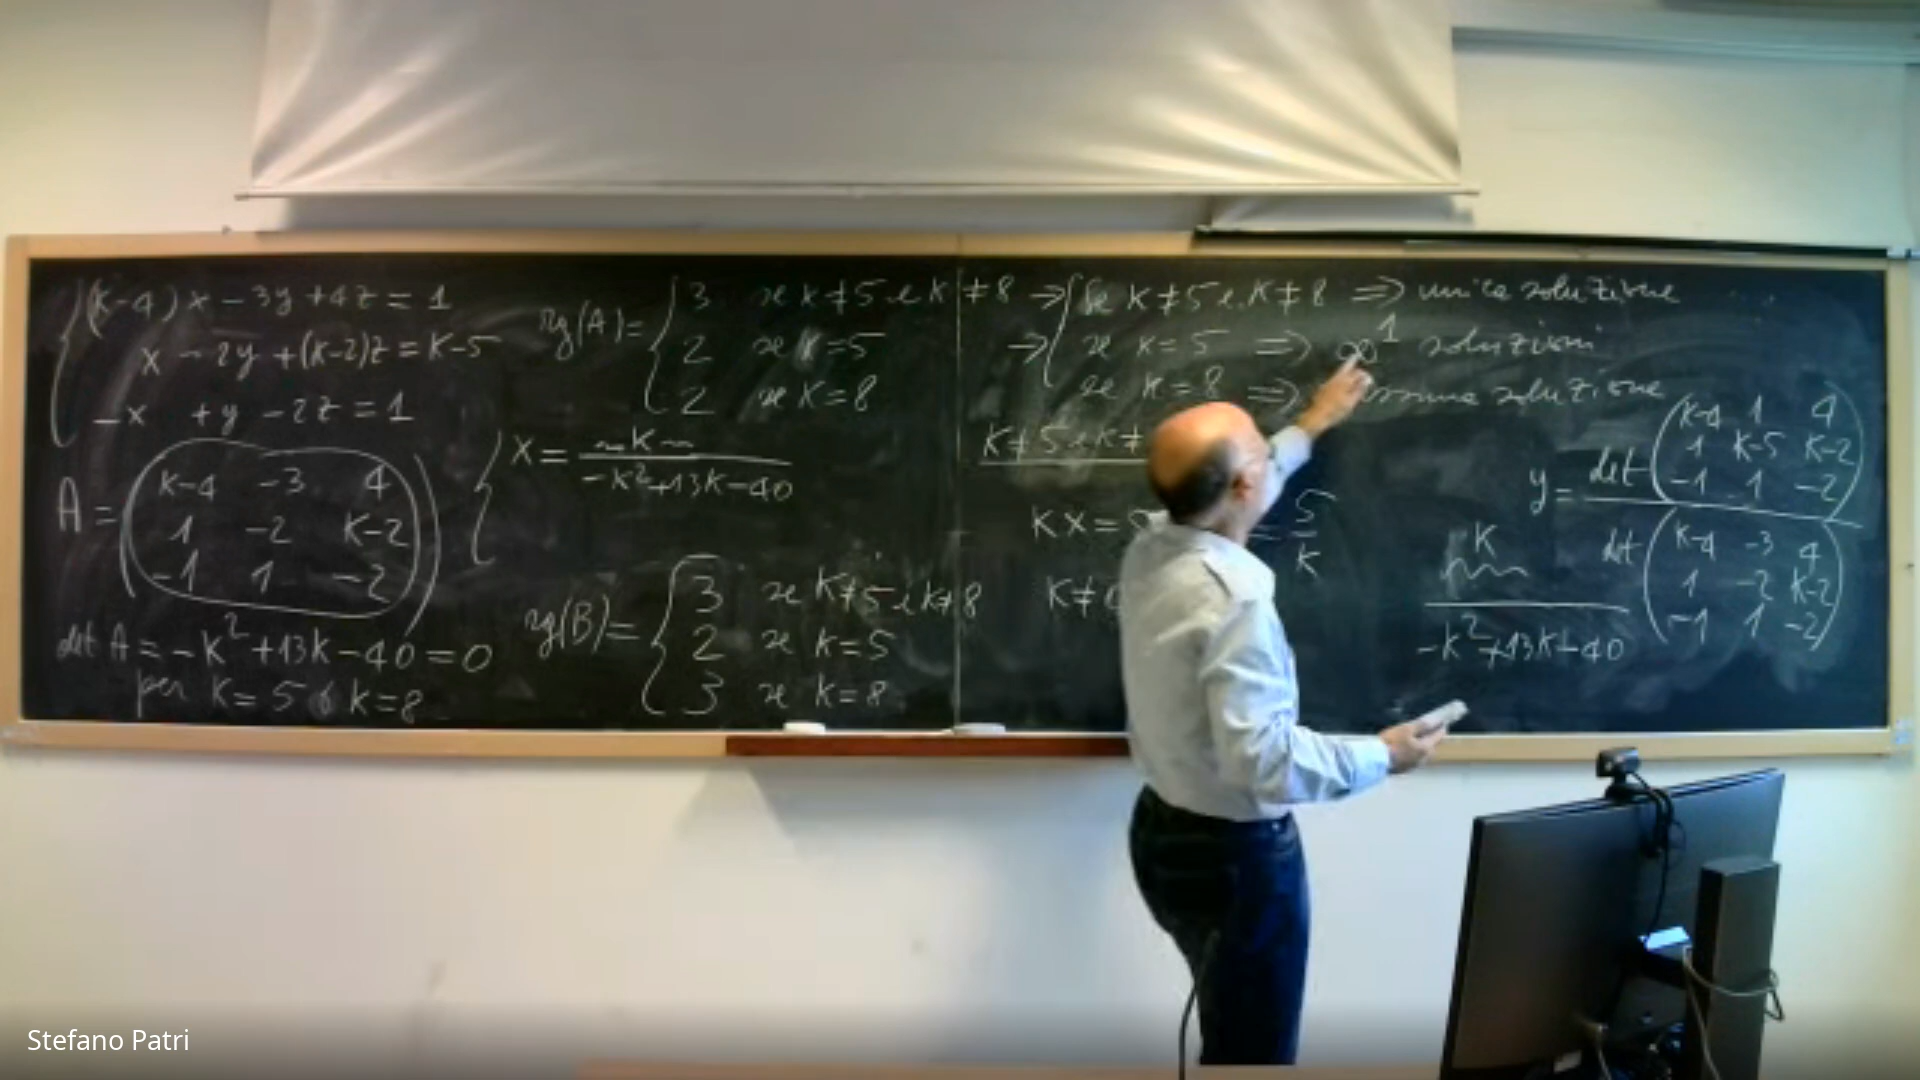 (k-4)x - 3y + 4z = 1
x - 2y + (k-2)z = k-5
-x + y - 2z = 1
A = ( k-4 -3 4
1 -2 k-2
-1 1 -2 )
det A = -k² + 13k - 40 = 0
per k = 5 o k = 8
rg(A) = { 3 se k ≠ 5 e k ≠ 8
2 se k = 5
2 se k = 8
{ x = k / -k² + 13k - 40
rg(B) = { 3 se k ≠ 5 e k ≠ 8
2 se k = 5
3 se k = 8
→ { Se k ≠ 5 e k ≠ 8 ⇒ unica soluzione
→ se k = 5 ⇒ ∞¹ soluzioni
se k = 8 ⇒ soluzione
k ≠ 5 e k ≠
kx = 5 = 5/k
k ≠
k
-k² + 13k - 40
y = det ( k-4 1 4
1 k-5 k-2
-1 1 -2 )
det ( k-4 -3 4
1 -2 k-2
-1 1 -2 )
Stefano Patri